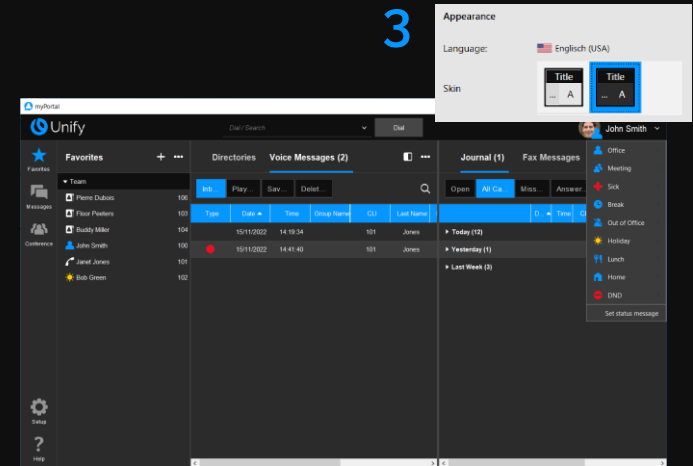 3
Appearance
Language: Englisch (USA)
Skin
Title
... A
Title
... A
myPortal
Unify
Dial / Search
Dial
John Smith
Favorites
Messages
Conference
Setup
Help
Favorites + •••
Team
Pierre Dubois 106
Floor Peeters 103
Buddy Miller 104
John Smith 100
Janet Jones 101
Bob Green 102
Directories Voice Messages (2) •••
Inb... Play... Sav... Delet...
Type Date Time Group Name CLI Last Name
15/11/2022 14:19:34 101 Jones
15/11/2022 14:41:40 101 Jones
Journal (1) Fax Messages
Open All Ca... Miss... Answer...
D... Time
Today (12)
Yesterday (1)
Last Week (3)
Office
Meeting
Sick
Break
Out of Office
Holiday
Lunch
Home
DND
Set status message